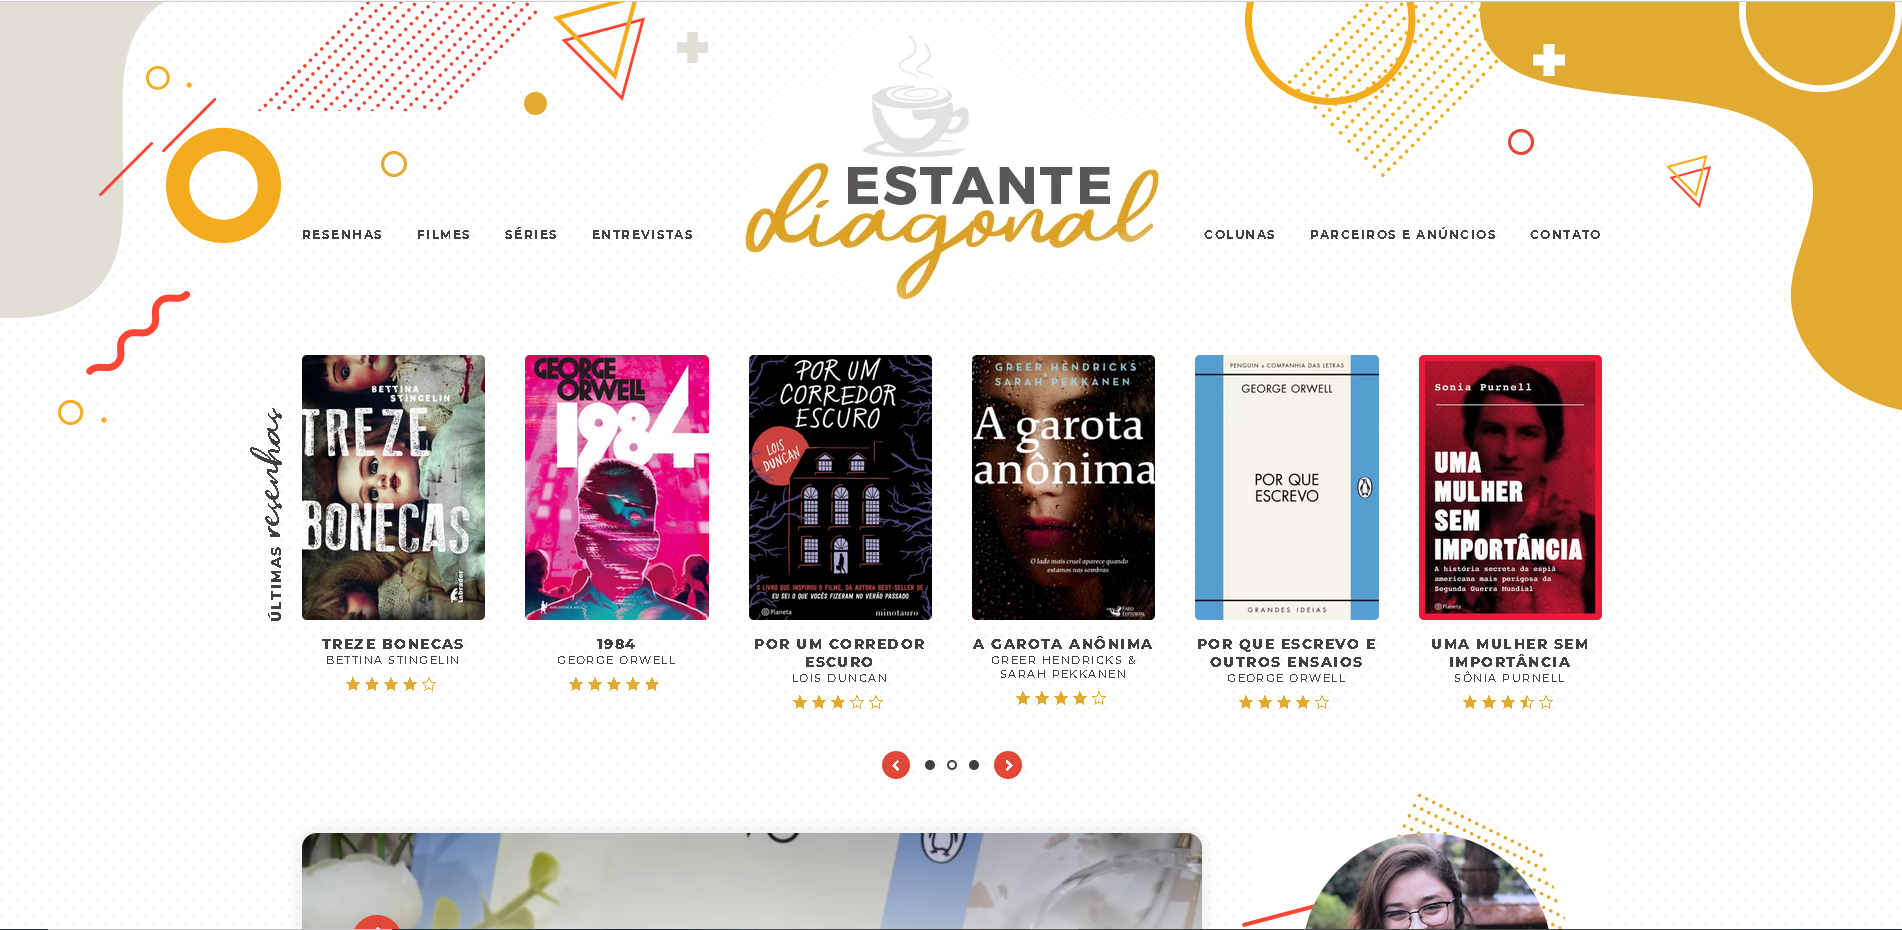 ESTANTE
diagonal
RESENHAS
FILMES
SÉRIES
ENTREVISTAS
COLUNAS
PARCEIROS E ANÚNCIOS
CONTATO
ÚLTIMAS resenhas
BETTINA
STINGELIN
TREZE
BONECAS
Labrador
TREZE BONECAS
BETTINA STINGELIN
GEORGE
ORWELL
1984
1984
GEORGE ORWELL
POR UM
CORREDOR
ESCURO
LOIS
DUNCAN
O LIVRO QUE INSPIROU O FILME, DA AUTORA BEST-SELLER DE
EU SEI O QUE VOCÊS FIZERAM NO VERÃO PASSADO
Planeta
minotauro
POR UM CORREDOR
ESCURO
LOIS DUNCAN
GREER HENDRICKS
SARAH PEKKANEN
A garota
anônima
O lado mais cruel aparece quando
estamos nas sombras
FARO
EDITORIAL
A GAROTA ANÔNIMA
GREER HENDRICKS &
SARAH PEKKANEN
PENGUIN & COMPANHIA DAS LETRAS
GEORGE ORWELL
POR QUE
ESCREVO
GRANDES IDEIAS
POR QUE ESCREVO E
OUTROS ENSAIOS
GEORGE ORWELL
Sonia Purnell
UMA
MULHER
SEM
IMPORTÂNCIA
A história secreta da espiã
americana mais perigosa da
Segunda Guerra Mundial
Planeta
UMA MULHER SEM
IMPORTÂNCIA
SÔNIA PURNELL